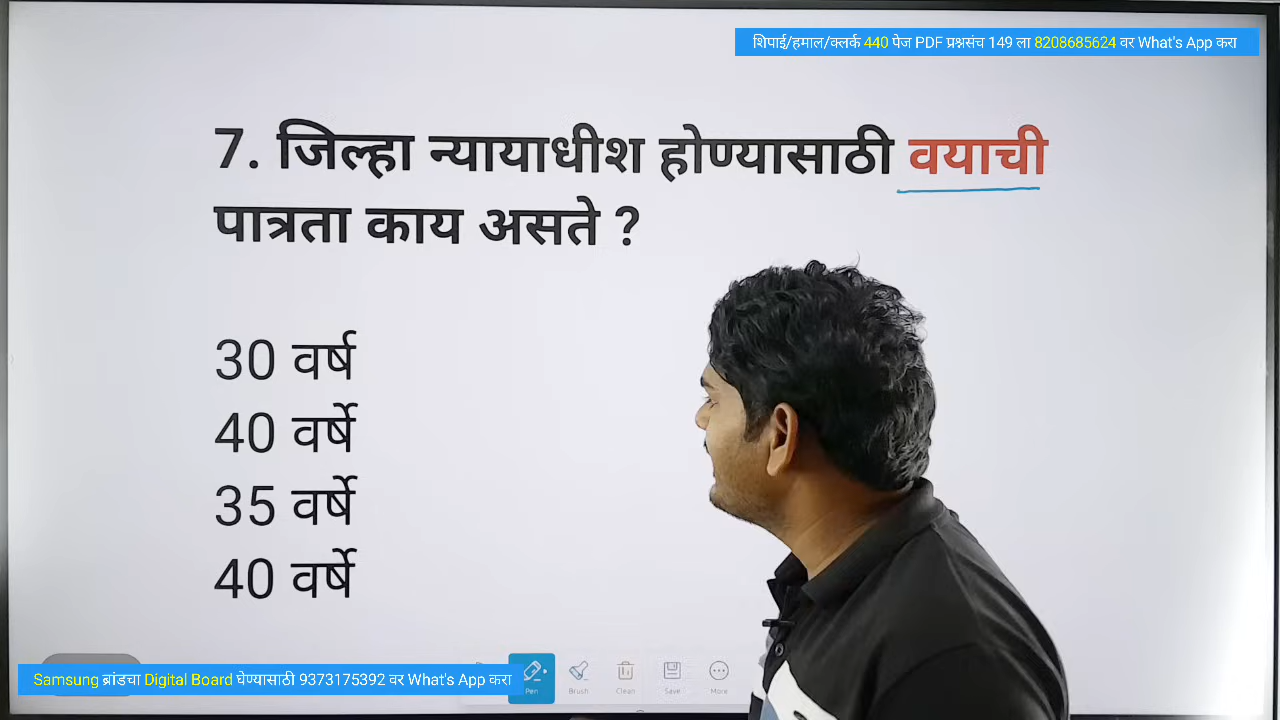 शिपाई/हमाल/क्लर्क 440 पेज PDF प्रश्नसंच 149 ला 8208685624 वर What's App करा
7. जिल्हा न्यायाधीश होण्यासाठी वयाची
पात्रता काय असते ?
30 वर्ष
40 वर्षे
35 वर्षे
40 वर्षे
Samsung ब्रांडचा Digital Board घेण्यासाठी 9373175392 वर What's App करा
Pen Brush Clean Save More